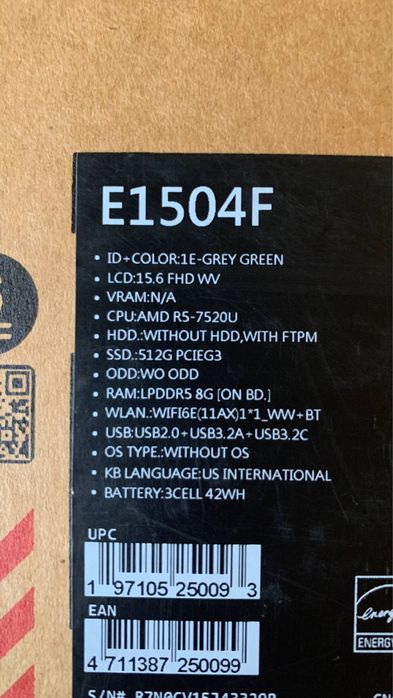 E1504F
• ID+COLOR:1E-GREY GREEN
• LCD:15.6 FHD WV
• VRAM:N/A
• CPU:AMD R5-7520U
• HDD.:WITHOUT HDD,WITH FTPM
• SSD.:512G PCIEG3
• ODD:WO ODD
• RAM:LPDDR5 8G [ON BD.]
• WLAN.:WIFI6E(11AX)1*1_WW+BT
• USB:USB2.0+USB3.2A+USB3.2C
• OS TYPE.:WITHOUT OS
• KB LANGUAGE:US INTERNATIONAL
• BATTERY:3CELL 42WH
UPC
1 97105 25009 3
EAN
4 711387 250099
energy
ENERGY
S/N#
CN